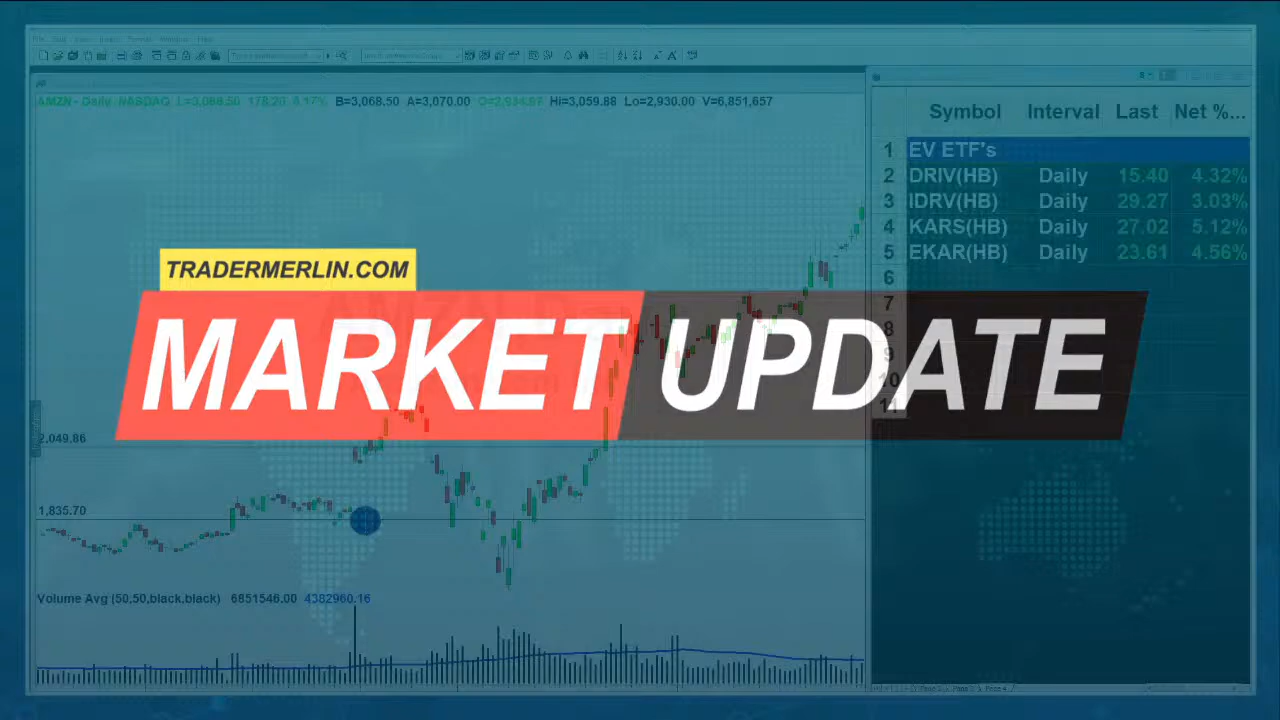 AMZN - Daily NASDAQ L=3,068.50 178.20 6.17% B=3,068.50 A=3,070.00 O=2,934.97 Hi=3,059.88 Lo=2,930.00 V=6,851,657
Symbol Interval Last Net %...
1 EV ETF's
2 DRIV(HB) Daily 15.40 4.32%
3 IDRV(HB) Daily 29.27 3.03%
4 KARS(HB) Daily 27.02 5.12%
5 EKAR(HB) Daily 23.61 4.56%
6
7
8
9
10
11
TRADERMERLIN.COM
MARKET UPDATE
2,049.86
1,835.70
Volume Avg (50,50,black,black) 6851546.00 4382960.16